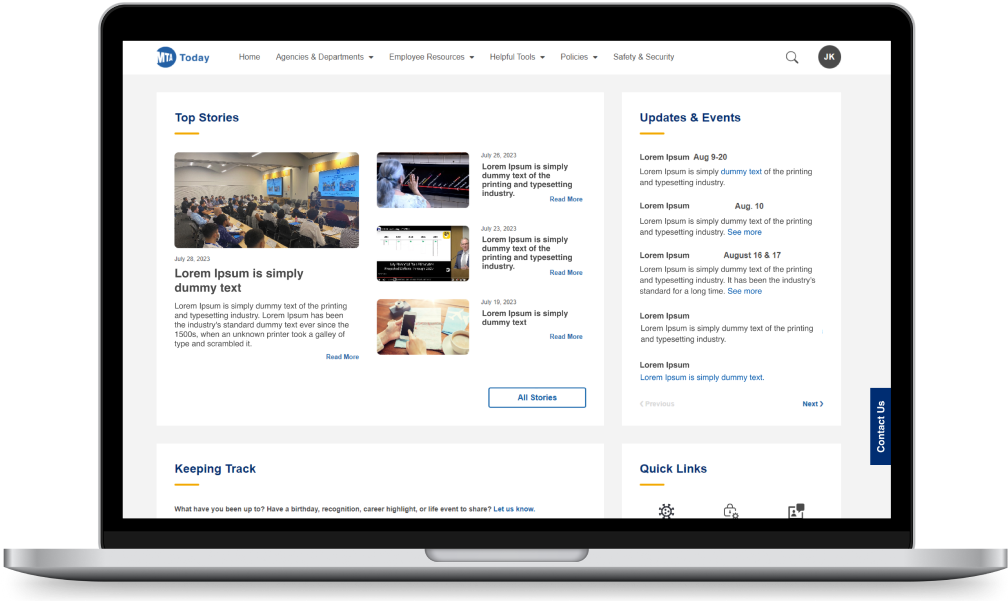 MTA Today
Home
Agencies & Departments
Employee Resources
Helpful Tools
Policies
Safety & Security
JK
Top Stories
July 28, 2023
Lorem Ipsum is simply
dummy text
Lorem Ipsum is simply dummy text of the printing
and typesetting industry. Lorem Ipsum has been
the industry's standard dummy text ever since the
1500s, when an unknown printer took a galley of
type and scrambled it.
Read More
July 26, 2023
Lorem Ipsum is simply
dummy text of the
printing and typesetting
industry.
Read More
July 23, 2023
Lorem Ipsum is simply
dummy text of the
printing and typesetting
industry.
Read More
July 19, 2023
Lorem Ipsum is simply
dummy text
Read More
All Stories
Updates & Events
Lorem Ipsum Aug 9-20
Lorem Ipsum is simply dummy text of the printing
and typesetting industry.
Lorem Ipsum Aug. 10
Lorem Ipsum is simply dummy text of the printing
and typesetting industry. See more
Lorem Ipsum August 16 & 17
Lorem Ipsum is simply dummy text of the printing
and typesetting industry. It has been the industry's
standard for a long time. See more
Lorem Ipsum
Lorem Ipsum is simply dummy text of the printing
and typesetting industry.
Lorem Ipsum
Lorem Ipsum is simply dummy text.
Previous
Next
Contact Us
Keeping Track
What have you been up to? Have a birthday, recognition, career highlight, or life event to share? Let us know.
Quick Links